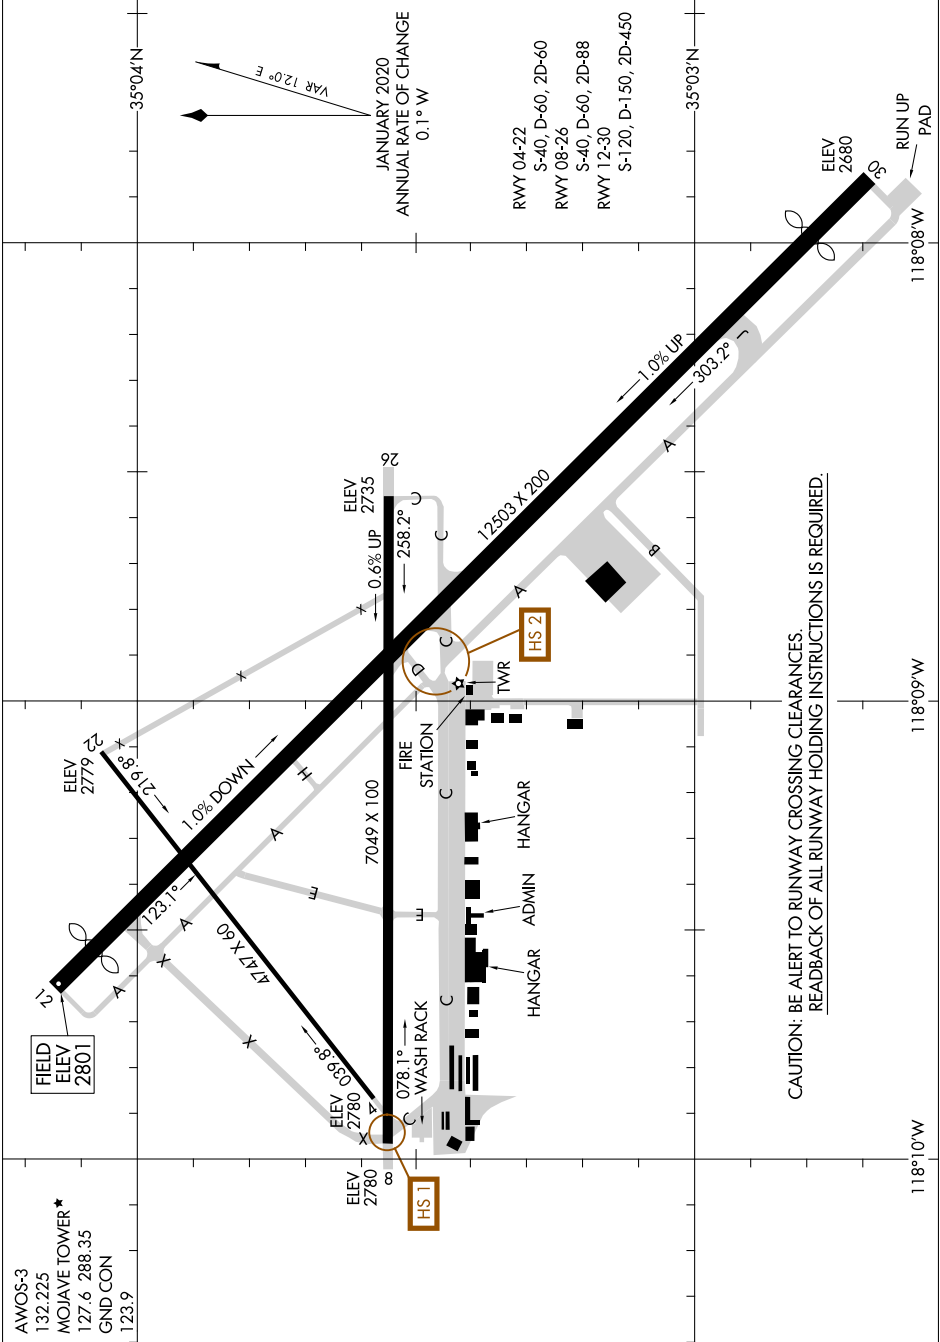 AWOS-3
132.225
MOJAVE TOWER★
127.6 288.35
GND CON
123.9
35°04'N
VAR 12.0° E
JANUARY 2020
ANNUAL RATE OF CHANGE
0.1° W
RWY 04-22
S-40, D-60, 2D-60
RWY 08-26
S-40, D-60, 2D-88
RWY 12-30
S-120, D-150, 2D-450
35°03'N
FIELD
ELEV
2801
12
A
123.1°
1.0% DOWN
ELEV
2779
22
219.8°
X
X
X
X
X
A
A
H
4747 X 60
039.8°
ELEV
2780
4
X
E
E
ELEV
2780
8
HS 1
C
078.1°
WASH RACK
7049 X 100
0.6% UP
258.2°
ELEV
2735
26
C
C
C
C
C
D
HS 2
TWR
FIRE
STATION
HANGAR
ADMIN
HANGAR
12503 X 200
A
B
A
1.0% UP
303.2°
J
ELEV
2680
30
RUN UP
PAD
118°10'W
118°09'W
118°08'W
CAUTION: BE ALERT TO RUNWAY CROSSING CLEARANCES.
READBACK OF ALL RUNWAY HOLDING INSTRUCTIONS IS REQUIRED.